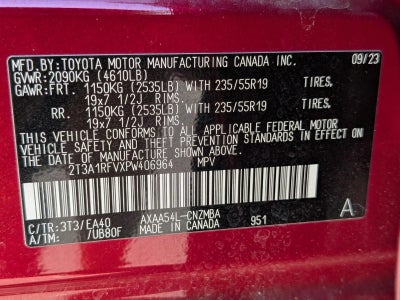 MFD.BY:TOYOTA MOTOR MANUFACTURING CANADA INC. 09/23
GVWR:2090KG (4610LB)
GAWR:FRT. 1150KG (2535LB) WITH 235/55R19 TIRES,
19x7 1/2J RIMS.
RR. 1150KG (2535LB) WITH 235/55R19 TIRES,
19x7 1/2J RIMS.
THIS VEHICLE CONFORMS TO ALL APPLICABLE FEDERAL MOTOR
VEHICLE SAFETY AND THEFT PREVENTION STANDARDS IN EFFECT
ON THE DATE OF MANUFACTURE SHOWN ABOVE.
2T3A1RFVXPW406964 MPV
C/TR:3T3/EA40 AXAA54L-CNZMBA
A/TM: /UB80F MADE IN CANADA 951 A